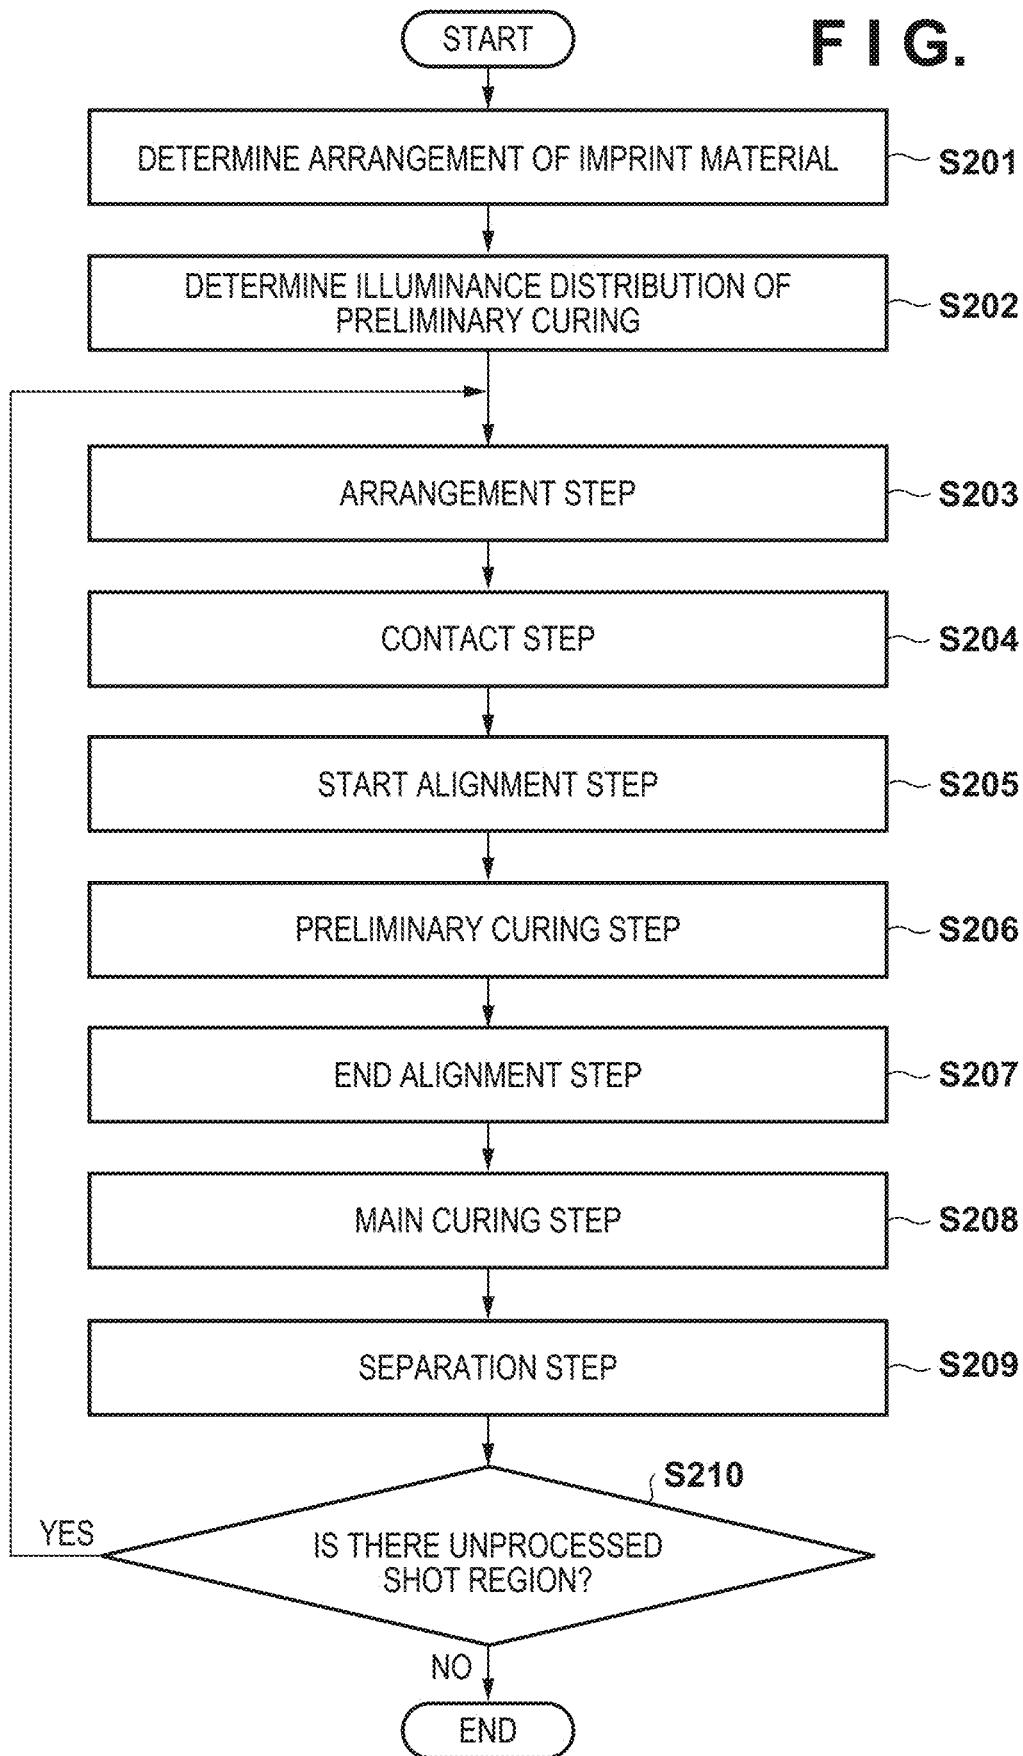 START
F I G.
DETERMINE ARRANGEMENT OF IMPRINT MATERIAL
S201
DETERMINE ILLUMINANCE DISTRIBUTION OF
PRELIMINARY CURING
S202
ARRANGEMENT STEP
S203
CONTACT STEP
S204
START ALIGNMENT STEP
S205
PRELIMINARY CURING STEP
S206
END ALIGNMENT STEP
S207
MAIN CURING STEP
S208
SEPARATION STEP
S209
S210
YES
IS THERE UNPROCESSED
SHOT REGION?
NO
END